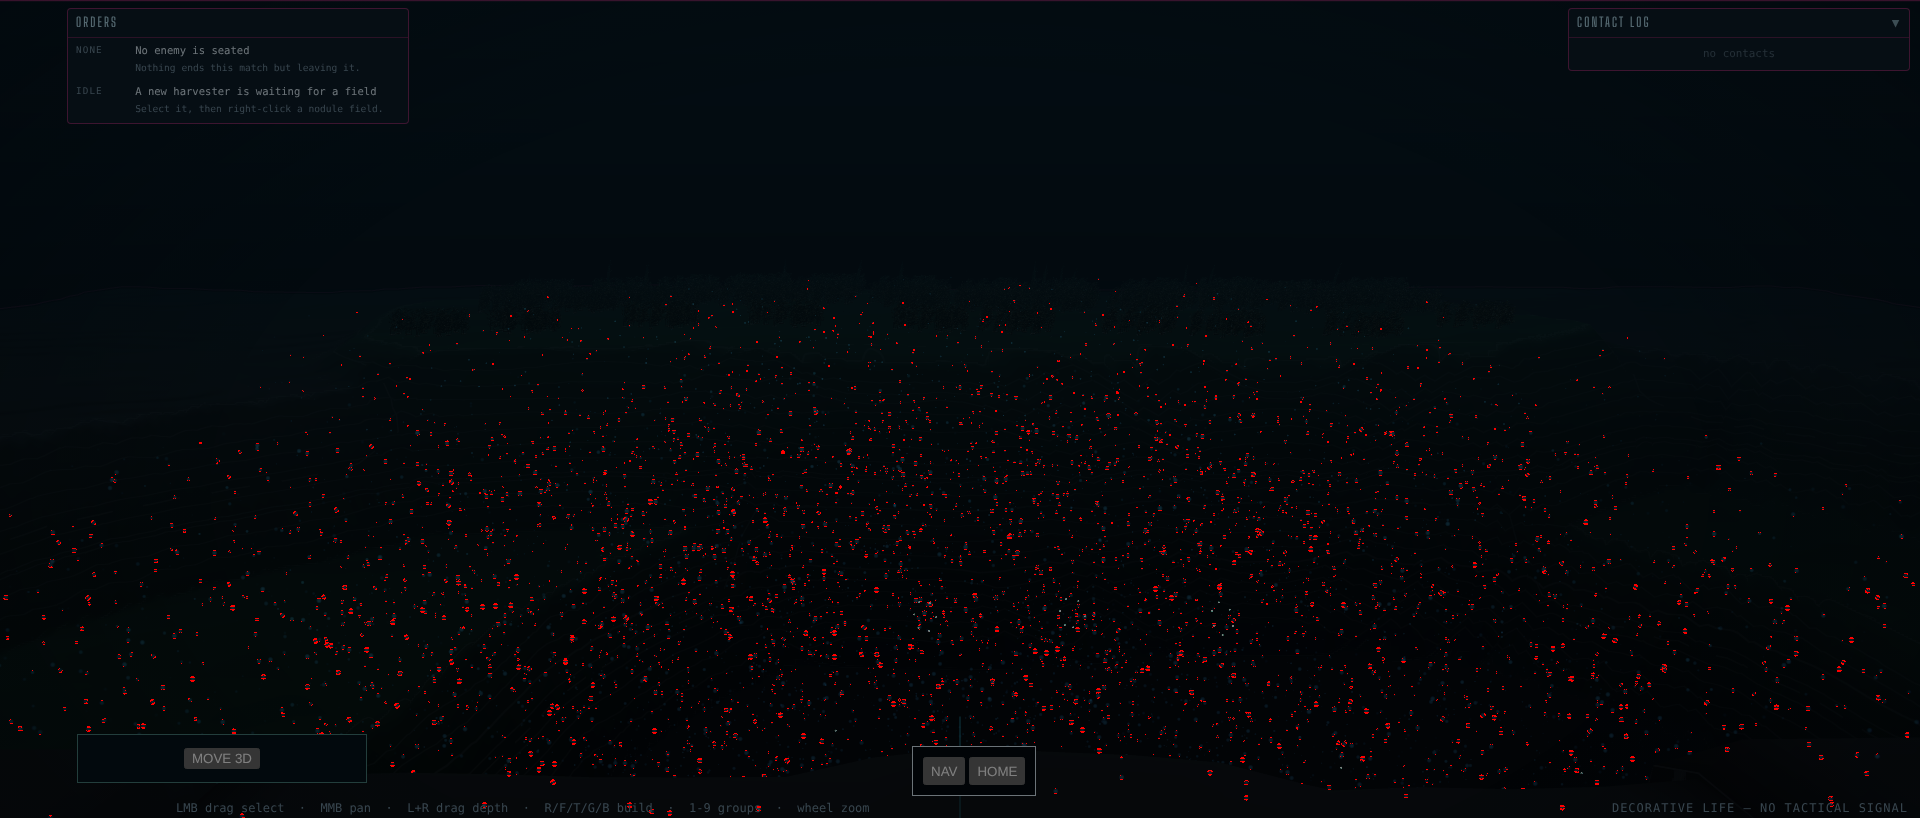 ORDERS
NONE No enemy is seated
Nothing ends this match but leaving it.
IDLE A new harvester is waiting for a field
Select it, then right-click a nodule field.
CONTACT LOG ▼
no contacts
MOVE 3D
NAV HOME
LMB drag select · MMB pan · L+R drag depth · R/F/T/G/B build · 1-9 groups · wheel zoom
DECORATIVE LIFE — NO TACTICAL SIGNAL